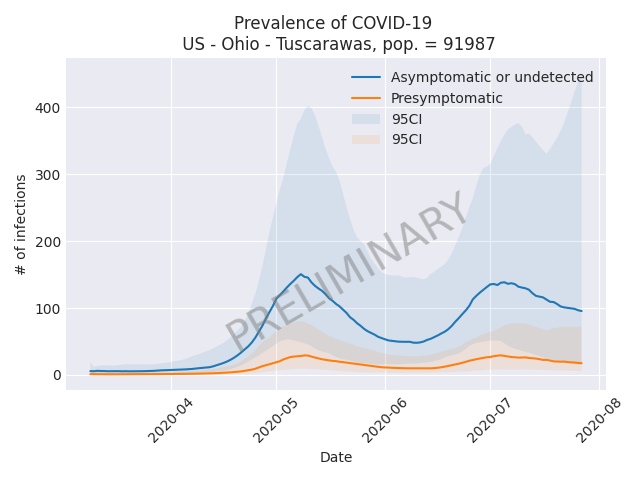 Prevalence of COVID-19
US - Ohio - Tuscarawas, pop. = 91987
Asymptomatic or undetected
Presymptomatic
95CI
95CI
400
300
200
100
0
# of infections
PRELIMINARY
2020-04
2020-05
2020-06
2020-07
2020-08
Date